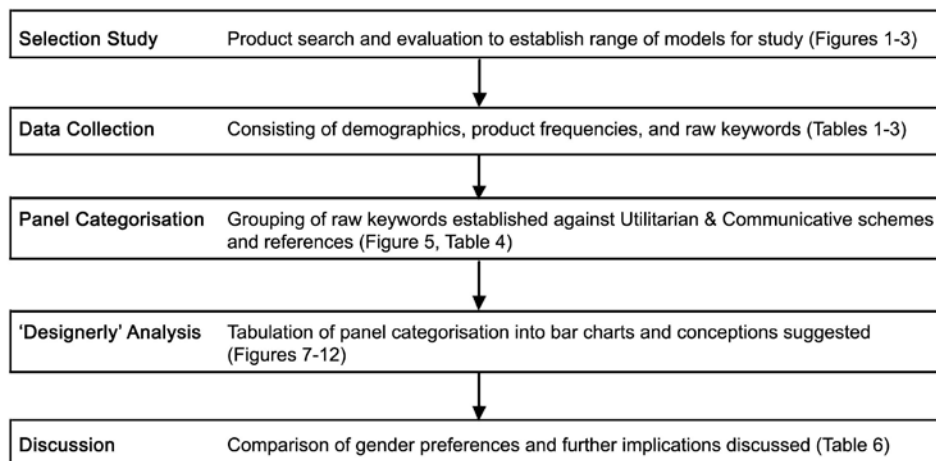 Selection Study Product search and evaluation to establish range of models for study (Figures 1-3)
Data Collection Consisting of demographics, product frequencies, and raw keywords (Tables 1-3)
Panel Categorisation Grouping of raw keywords established against Utilitarian & Communicative schemes
and references (Figure 5, Table 4)
'Designerly' Analysis Tabulation of panel categorisation into bar charts and conceptions suggested
(Figures 7-12)
Discussion Comparison of gender preferences and further implications discussed (Table 6)